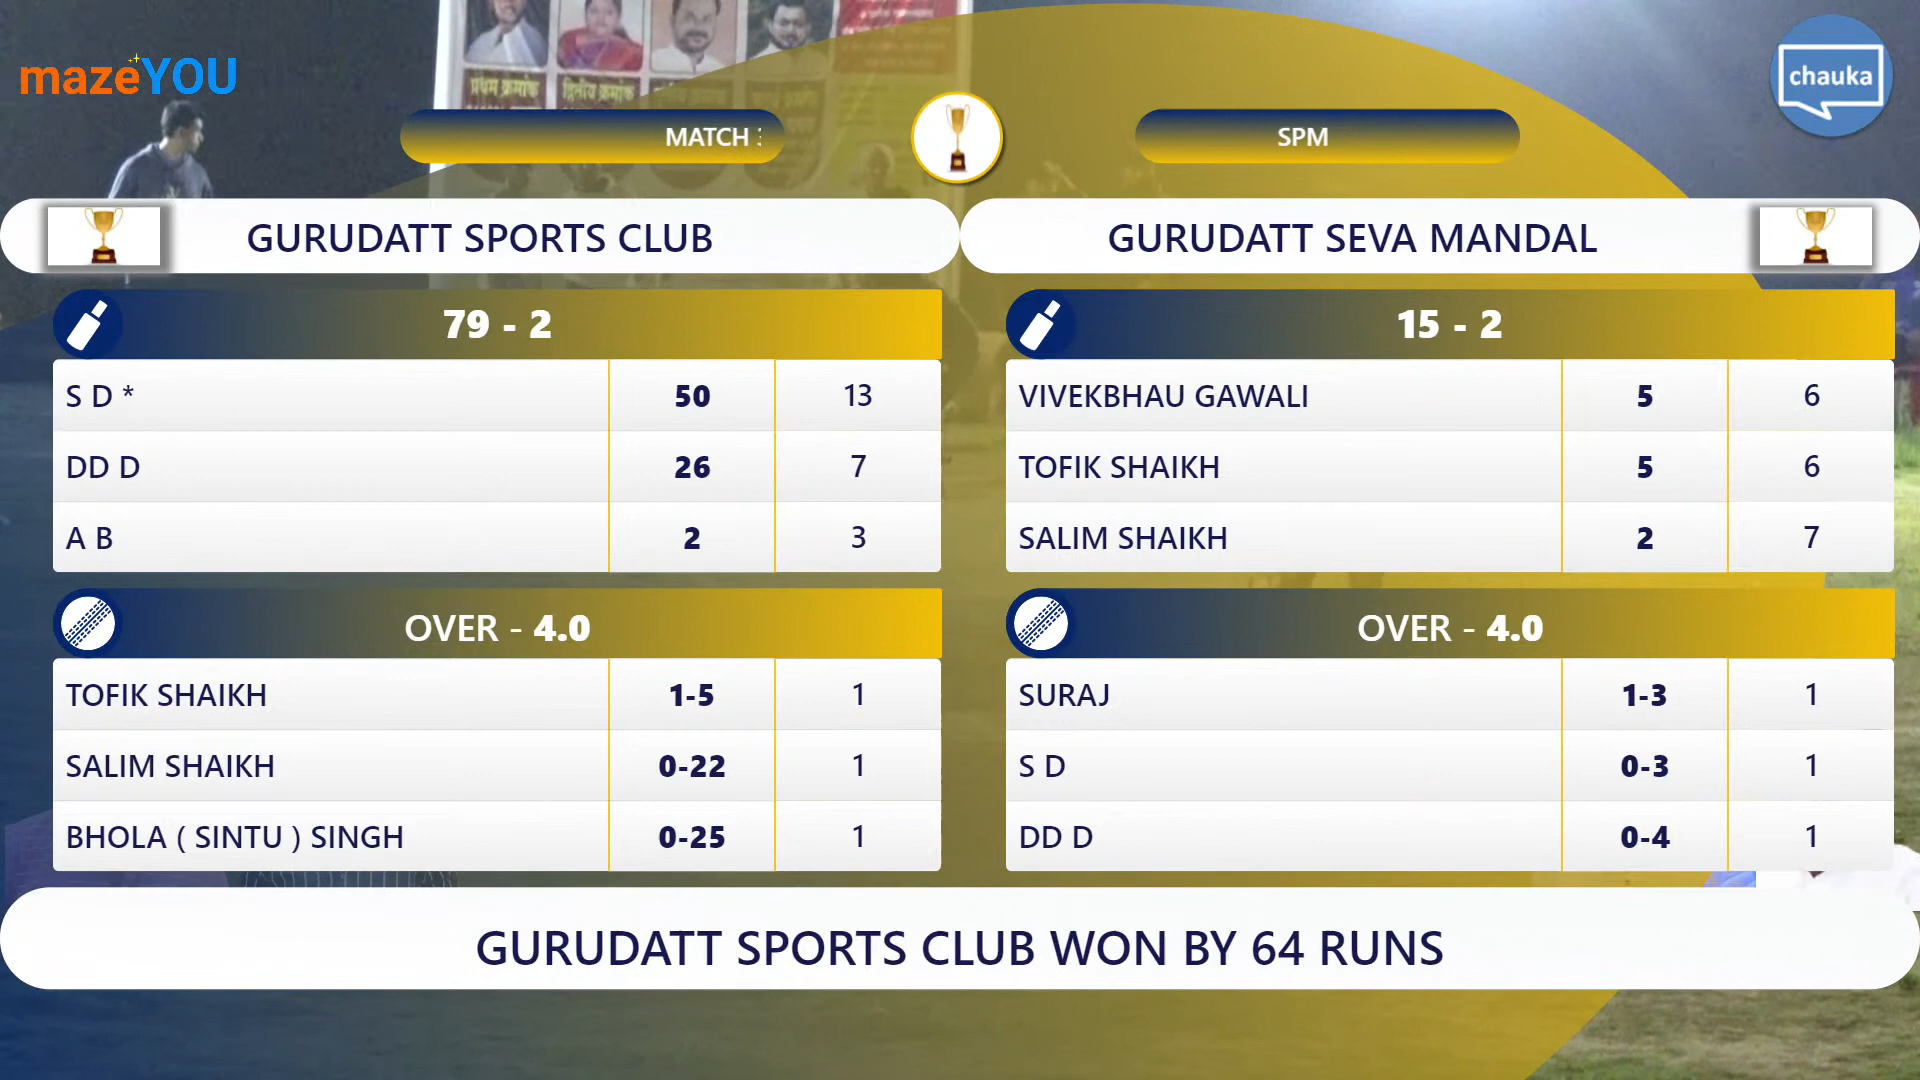 प्रथम क्रमांक
द्वितीय क्रमांक
mazeYOU
chauka
MATCH
SPM
GURUDATT SPORTS CLUB
GURUDATT SEVA MANDAL
79 - 2
15 - 2
S D * 50 13
VIVEKBHAU GAWALI 5 6
DD D 26 7
TOFIK SHAIKH 5 6
A B 2 3
SALIM SHAIKH 2 7
OVER - 4.0
OVER - 4.0
TOFIK SHAIKH 1-5 1
SURAJ 1-3 1
SALIM SHAIKH 0-22 1
S D 0-3 1
BHOLA ( SINTU ) SINGH 0-25 1
DD D 0-4 1
GURUDATT SPORTS CLUB WON BY 64 RUNS